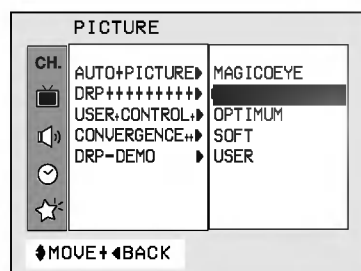 PICTURE
CH.
AUTO+PICTURE MAGICOEYE
DRP+++++++++
USER+CONTROL+ OPTIMUM
CONVERGENCE++ SOFT
DRP-DEMO USER
MOVE+ BACK